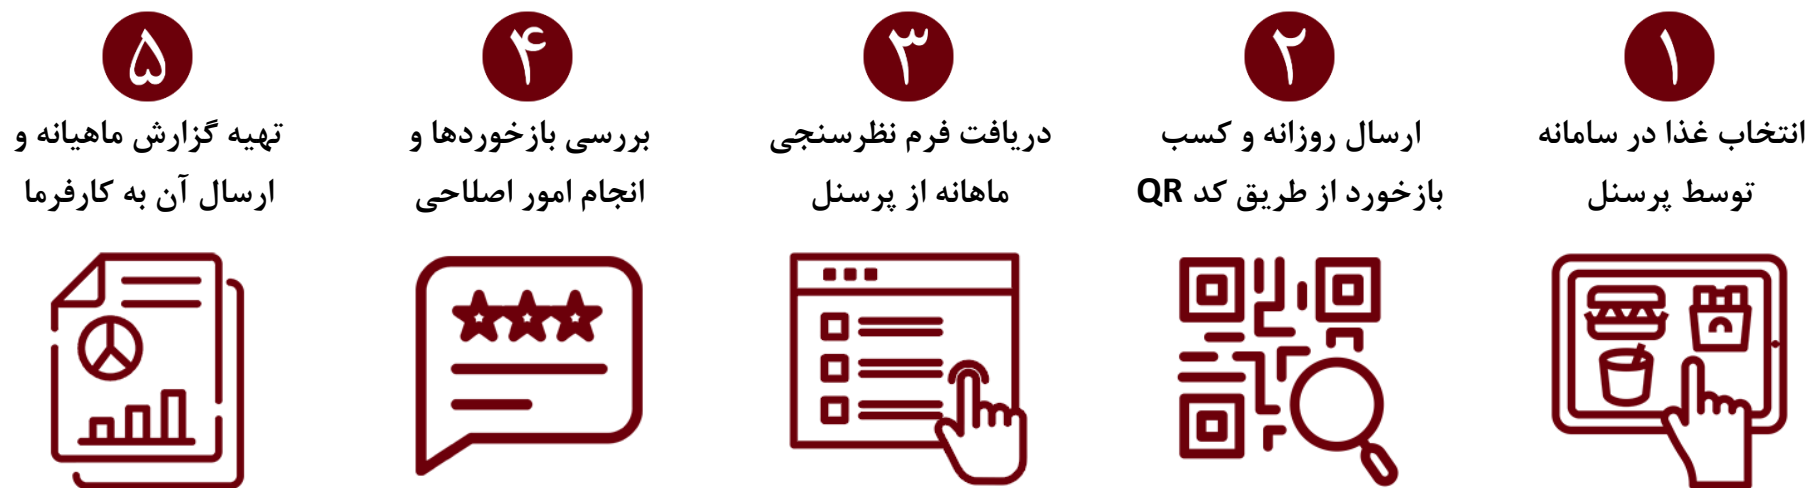 ۱
انتخاب غذا در سامانه
توسط پرسنل
۲
ارسال روزانه و کسب
بازخورد از طریق کد QR
۳
دریافت فرم نظرسنجی
ماهانه از پرسنل
۴
بررسی بازخوردها و
انجام امور اصلاحی
۵
تهیه گزارش ماهیانه و
ارسال آن به کارفرما